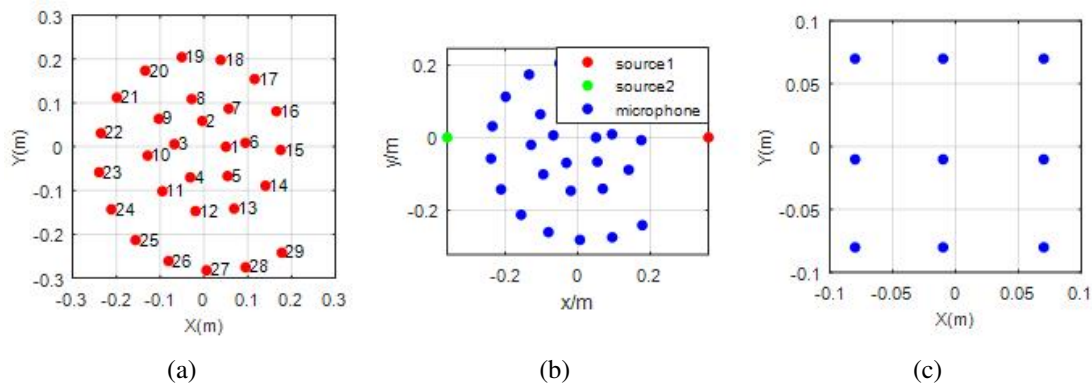 0.3
0.2
0.1
0
-0.1
-0.2
-0.3
Y(m)
19
18
20
17
21
8
7
16
9
2
22
3
1
6
15
10
23
4
5
14
11
24
12
13
25
26
27
28
29
-0.3 -0.2 -0.1 0 0.1 0.2 0.3
X(m)
(a)
0.2
0
-0.2
y/m
source1
source2
microphone
-0.2 0 0.2
x/m
(b)
0.1
0.05
0
-0.05
-0.1
Y(m)
-0.1 -0.05 0 0.05 0.1
X(m)
(c)